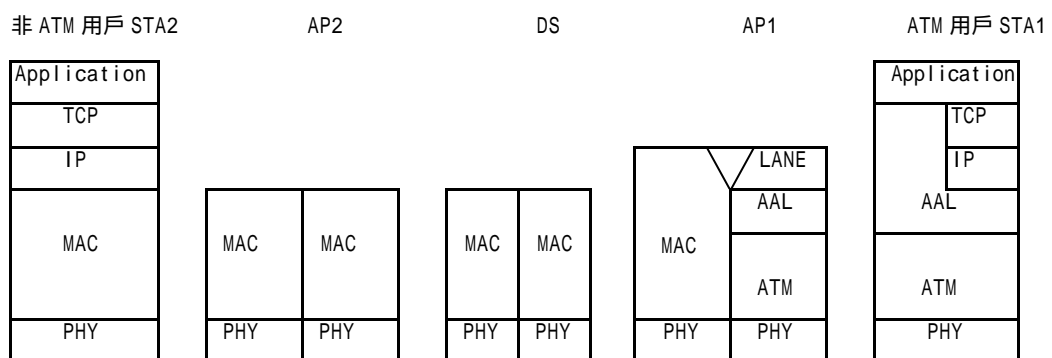 非 ATM 用戶 STA2 AP2 DS AP1 ATM 用戶 STA1
Application Application
TCP TCP
IP LANE IP
AAL AAL
MAC MAC MAC MAC MAC MAC
ATM ATM
PHY PHY PHY PHY PHY PHY PHY PHY